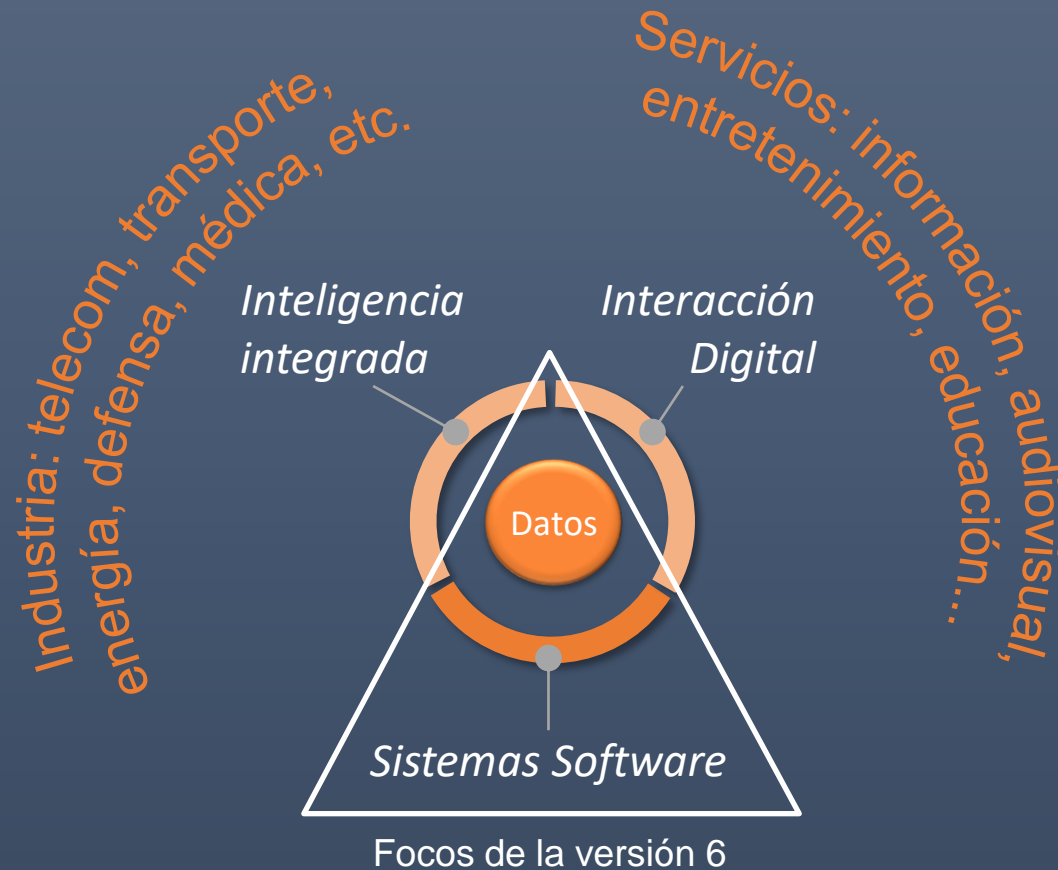 Industria: telecom, transporte,
energía, defensa, médica, etc.
Servicios: información, audiovisual,
entretenimiento, educación...
Inteligencia
integrada
Interacción
Digital
Datos
Sistemas Software
Focos de la versión 6